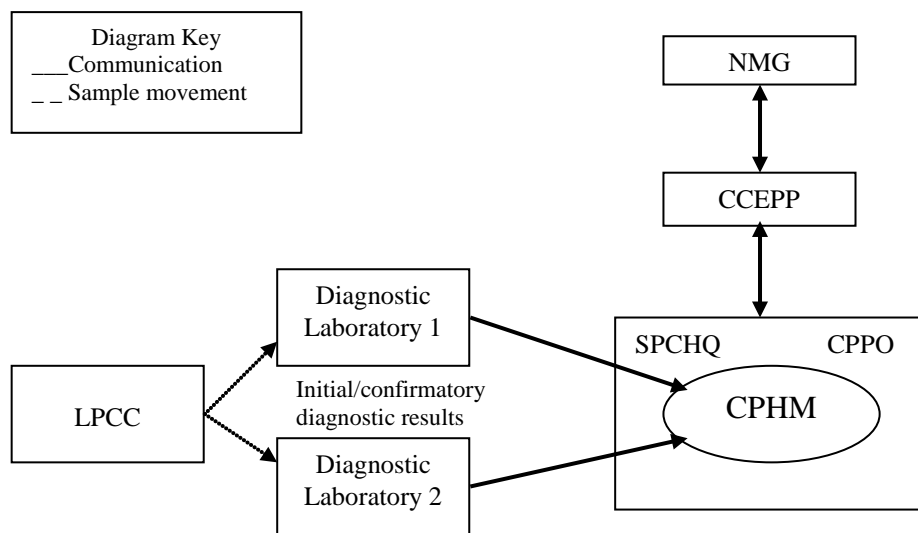 Diagram Key
___Communication
_ _ Sample movement
NMG
CCEPP
Diagnostic
Laboratory 1
SPCHQ CPPO
CPHM
LPCC
Initial/confirmatory
diagnostic results
Diagnostic
Laboratory 2